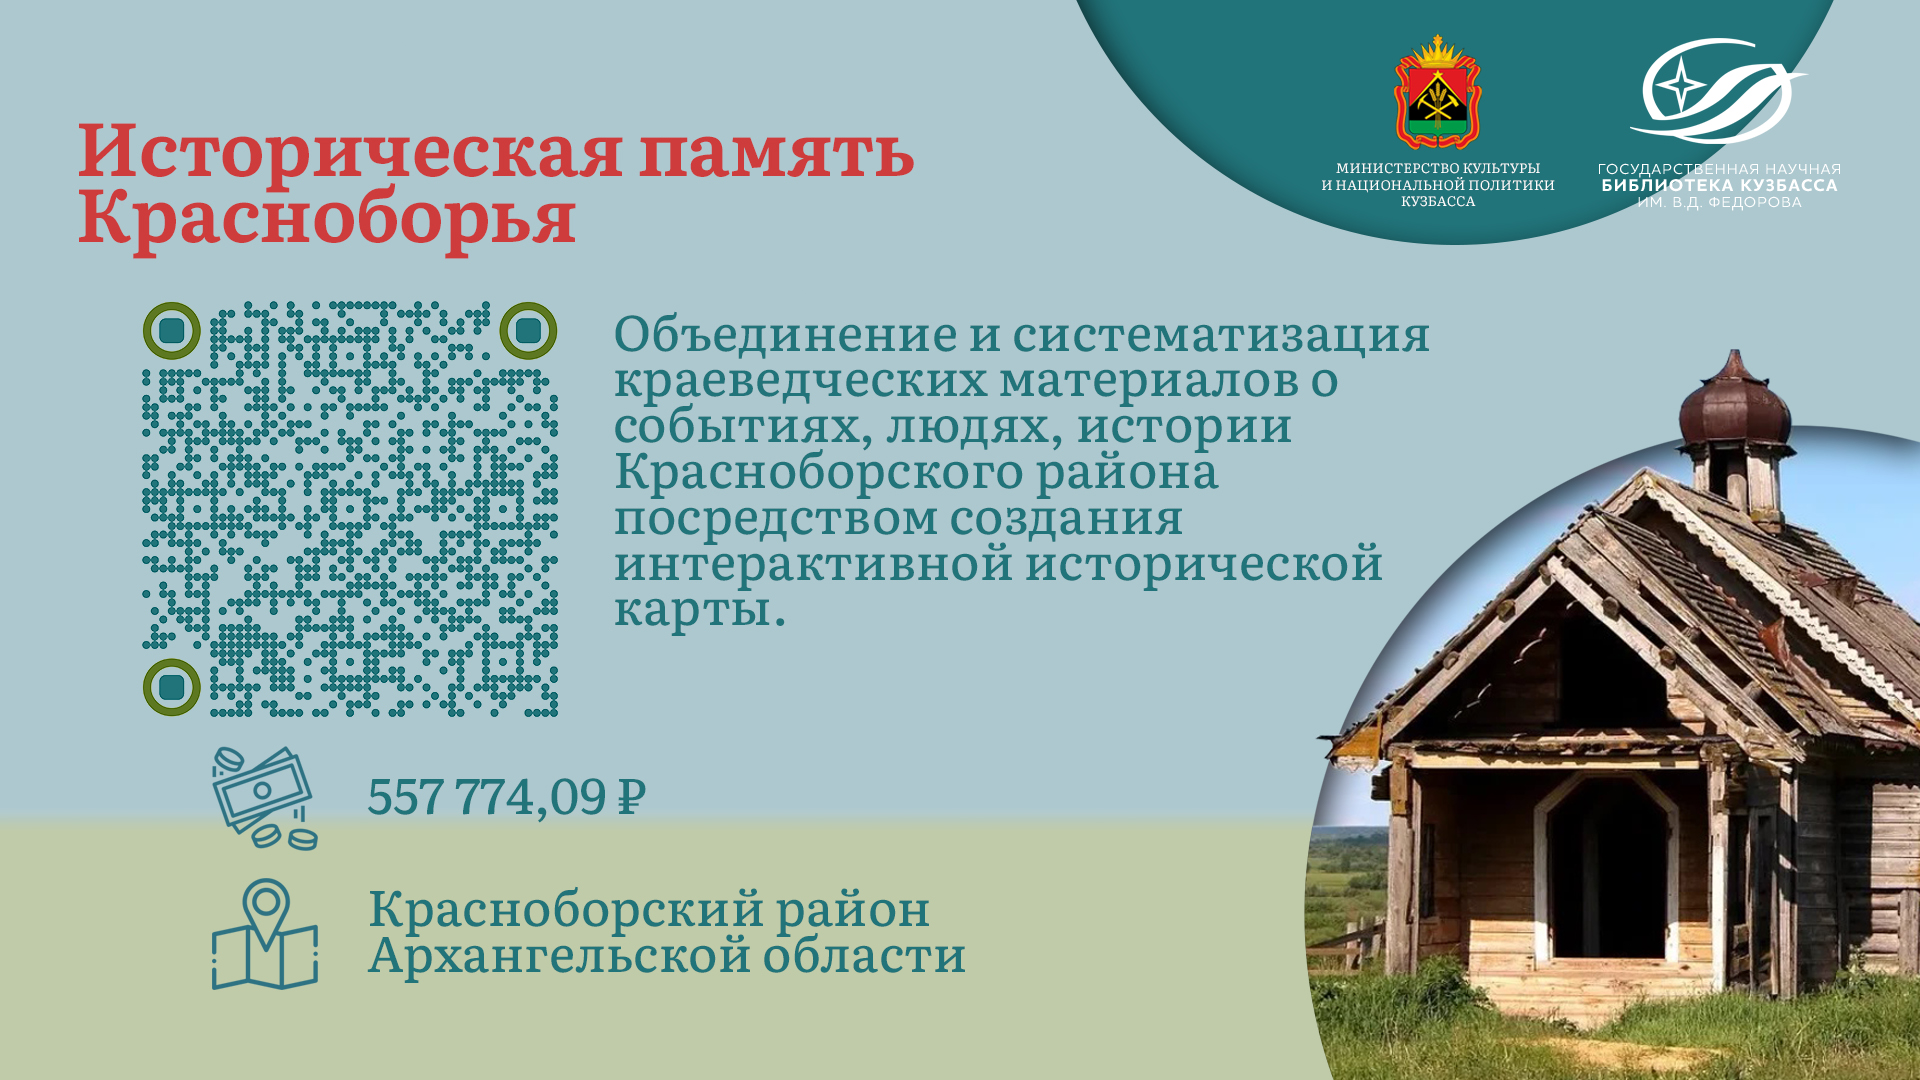 МИНИСТЕРСТВО КУЛЬТУРЫ
И НАЦИОНАЛЬНОЙ ПОЛИТИКИ
КУЗБАССА
ГОСУДАРСТВЕННАЯ НАУЧНАЯ
БИБЛИОТЕКА КУЗБАССА
ИМ. В.Д. ФЕДОРОВА
Историческая память
Красноборья
Объединение и систематизация
краеведческих материалов о
событиях, людях, истории
Красноборского района
посредством создания
интерактивной исторической
карты.
557 774,09 ₽
Красноборский район
Архангельской области